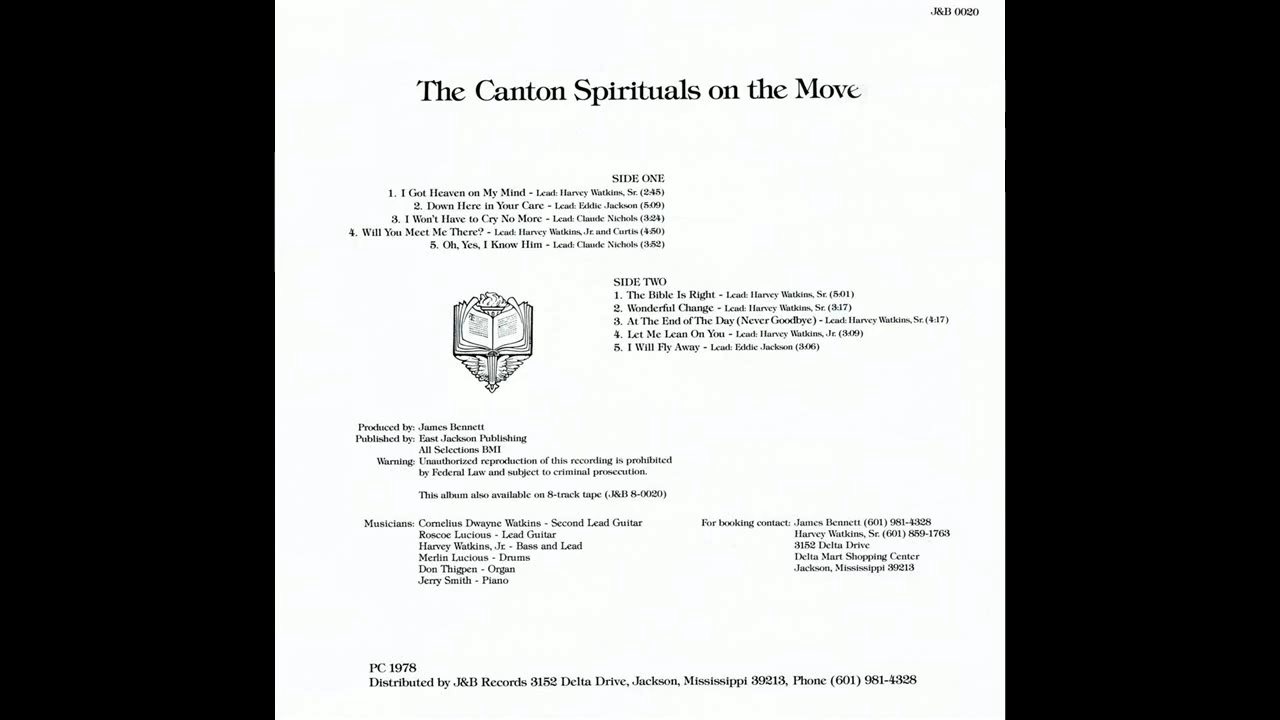 J&B 0020
The Canton Spirituals on the Move
SIDE ONE
1. I Got Heaven on My Mind - Lead: Harvey Watkins, Sr. (2:45)
2. Down Here in Your Care - Lead: Eddie Jackson (5:09)
3. I Won't Have to Cry No More - Lead: Claude Nichols (3:24)
4. Will You Meet Me There? - Lead: Harvey Watkins, Jr. and Curtis (4:50)
5. Oh, Yes, I Know Him - Lead: Claude Nichols (3:52)
SIDE TWO
1. The Bible Is Right - Lead: Harvey Watkins, Sr. (5:01)
2. Wonderful Change - Lead: Harvey Watkins, Sr. (3:17)
3. At The End of The Day (Never Goodbye) - Lead: Harvey Watkins, Sr. (4:17)
4. Let Me Lean On You - Lead: Harvey Watkins, Jr. (3:09)
5. I Will Fly Away - Lead: Eddie Jackson (3:06)
Produced by: James Bennett
Published by: East Jackson Publishing
All Selections BMI
Warning: Unauthorized reproduction of this recording is prohibited
by Federal Law and subject to criminal prosecution.
This album also available on 8-track tape (J&B 8-0020)
Musicians: Cornelius Dwayne Watkins - Second Lead Guitar
Roscoe Lucious - Lead Guitar
Harvey Watkins, Jr. - Bass and Lead
Merlin Lucious - Drums
Don Thigpen - Organ
Jerry Smith - Piano
For booking contact: James Bennett (601) 981-4328
Harvey Watkins, Sr. (601) 859-1763
3152 Delta Drive
Delta Mart Shopping Center
Jackson, Mississippi 39213
PC 1978
Distributed by J&B Records 3152 Delta Drive, Jackson, Mississippi 39213, Phone (601) 981-4328